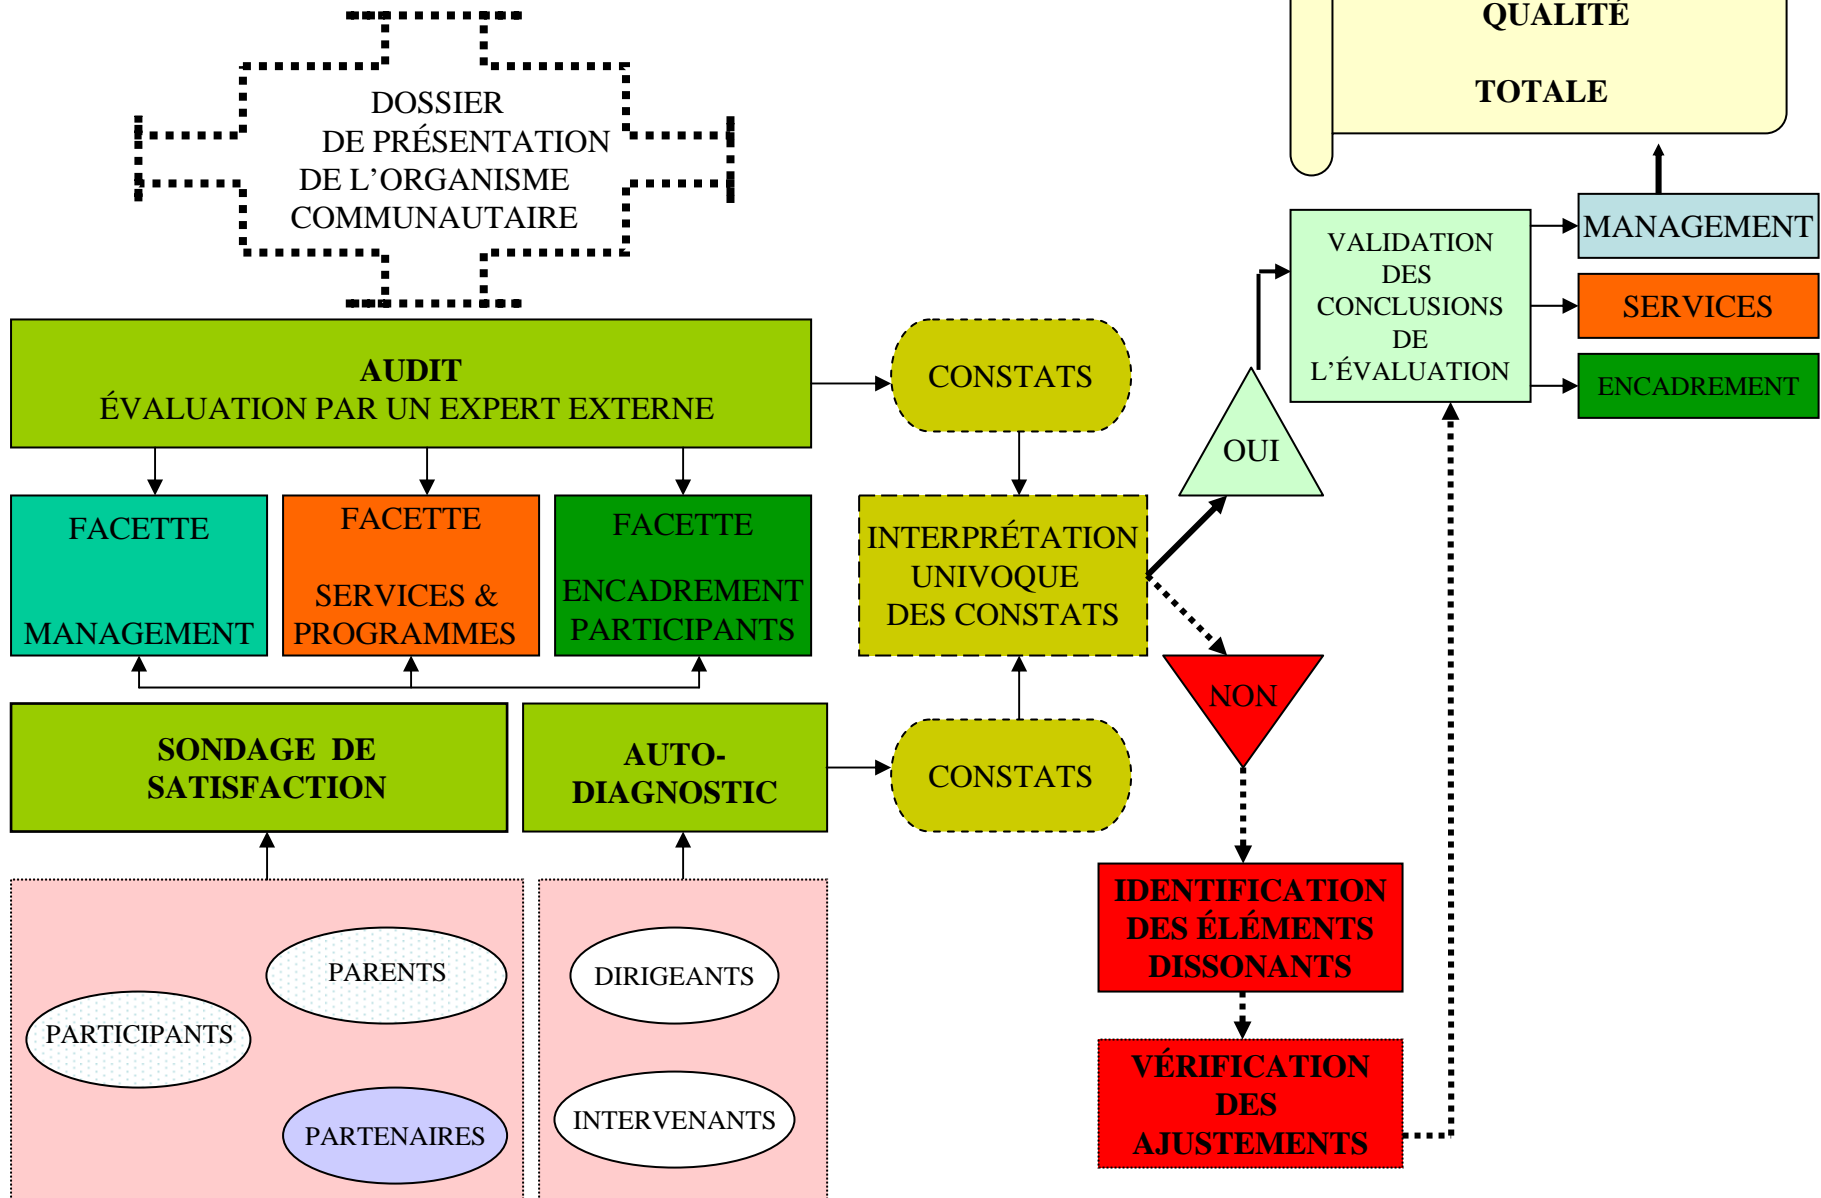 QUALITÉ
TOTALE
DOSSIER
DE PRÉSENTATION
DE L'ORGANISME
COMMUNAUTAIRE
AUDIT
ÉVALUATION PAR UN EXPERT EXTERNE
CONSTATS
VALIDATION
DES
CONCLUSIONS
DE
L'ÉVALUATION
MANAGEMENT
SERVICES
ENCADREMENT
OUI
FACETTE
MANAGEMENT
FACETTE
SERVICES &
PROGRAMMES
FACETTE
ENCADREMENT
PARTICIPANTS
INTERPRÉTATION
UNIVOQUE
DES CONSTATS
NON
SONDAGE DE
SATISFACTION
AUTO-
DIAGNOSTIC
CONSTATS
IDENTIFICATION
DES ÉLÉMENTS
DISSONANTS
VÉRIFICATION
DES
AJUSTEMENTS
PARTICIPANTS
PARENTS
PARTENAIRES
DIRIGEANTS
INTERVENANTS